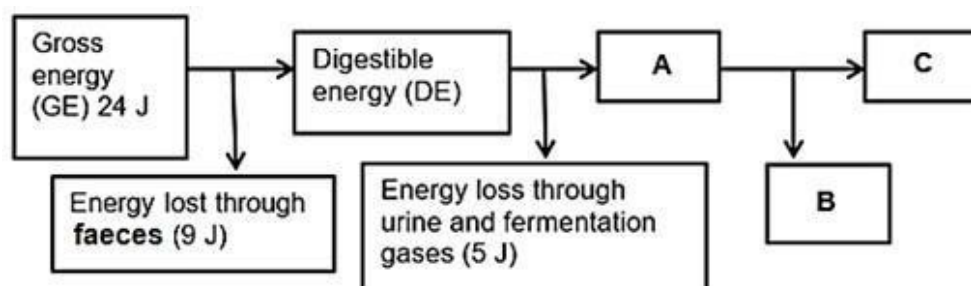 Gross
energy
(GE) 24 J
Digestible
energy (DE)
A
C
Energy lost through
faeces (9 J)
Energy loss through
urine and fermentation
gases (5 J)
B